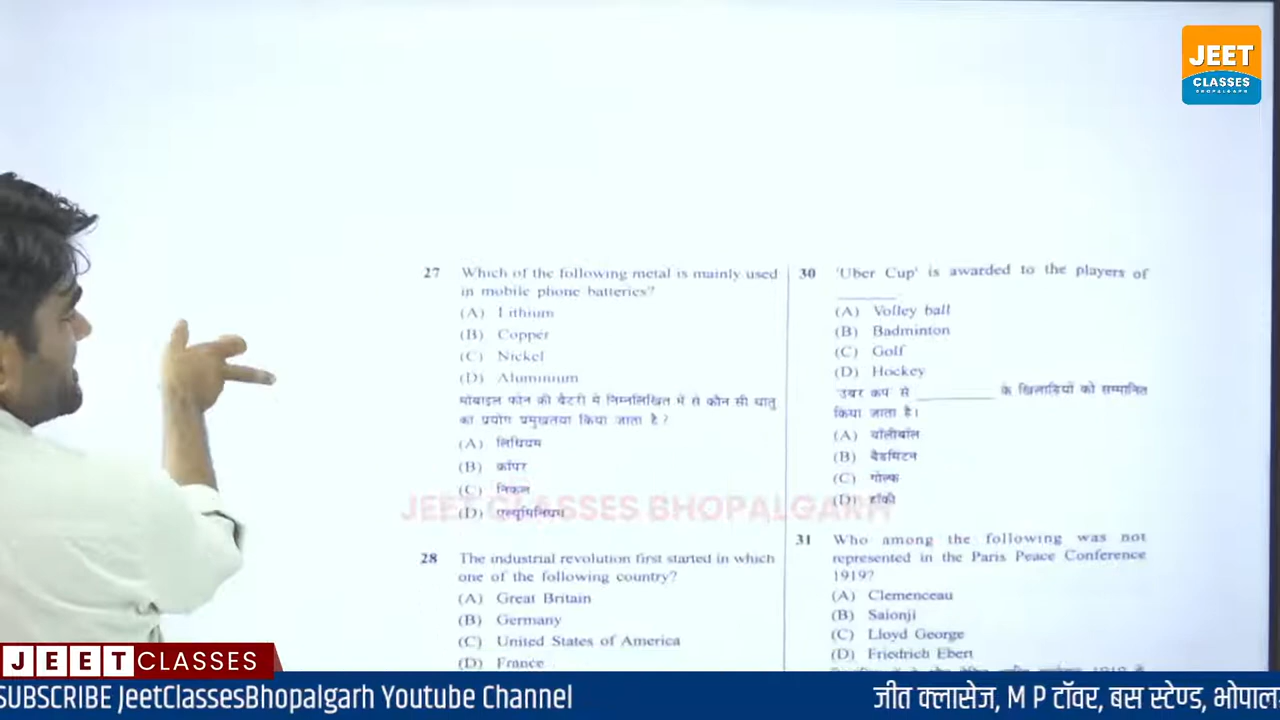 JEET
CLASSES
BHOPALGARH
27 Which of the following metal is mainly used
in mobile phone batteries?
(A) Lithium
(B) Copper
(C) Nickel
(D) Aluminium
मोबाइल फोन की बैटरी में निम्नलिखित में से कौन सी धातु
का प्रयोग प्रमुखतया किया जाता है ?
(A) लिथियम
(B) कॉपर
(C) निकल
(D) एल्यूमिनियम
28 The industrial revolution first started in which
one of the following country?
(A) Great Britain
(B) Germany
(C) United States of America
(D) France
30 'Uber Cup' is awarded to the players of
________.
(A) Volley ball
(B) Badminton
(C) Golf
(D) Hockey
उबर कप से ________ के खिलाड़ियों को सम्मानित
किया जाता है।
(A) वॉलीबॉल
(B) बैडमिंटन
(C) गोल्फ
(D) हॉकी
31 Who among the following was not
represented in the Paris Peace Conference
1919?
(A) Clemenceau
(B) Saionji
(C) Lloyd George
(D) Friedrich Ebert
JEET CLASSES BHOPALGARH
JEET CLASSES
SUBSCRIBE JeetClassesBhopalgarh Youtube Channel
जीत क्लासेज, M P टॉवर, बस स्टेण्ड, भोपाल